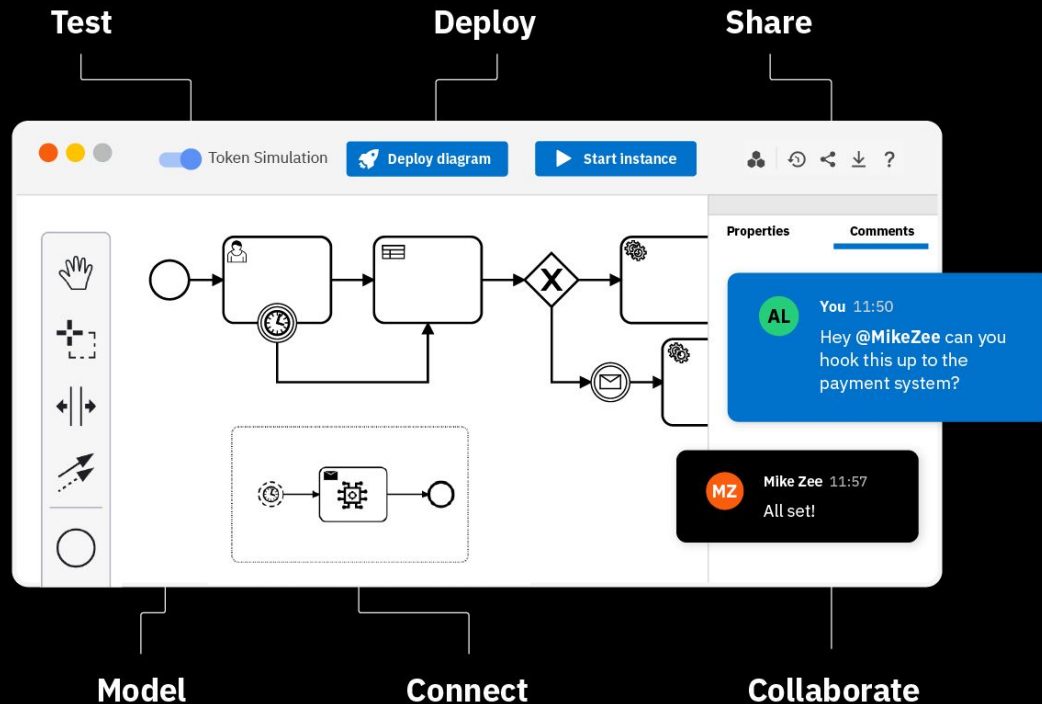 Test
Deploy
Share
Token Simulation
Deploy diagram
Start instance
?
Properties
Comments
X
AL
You 11:50
Hey @MikeZee can you
hook this up to the
payment system?
MZ
Mike Zee 11:57
All set!
Model
Connect
Collaborate